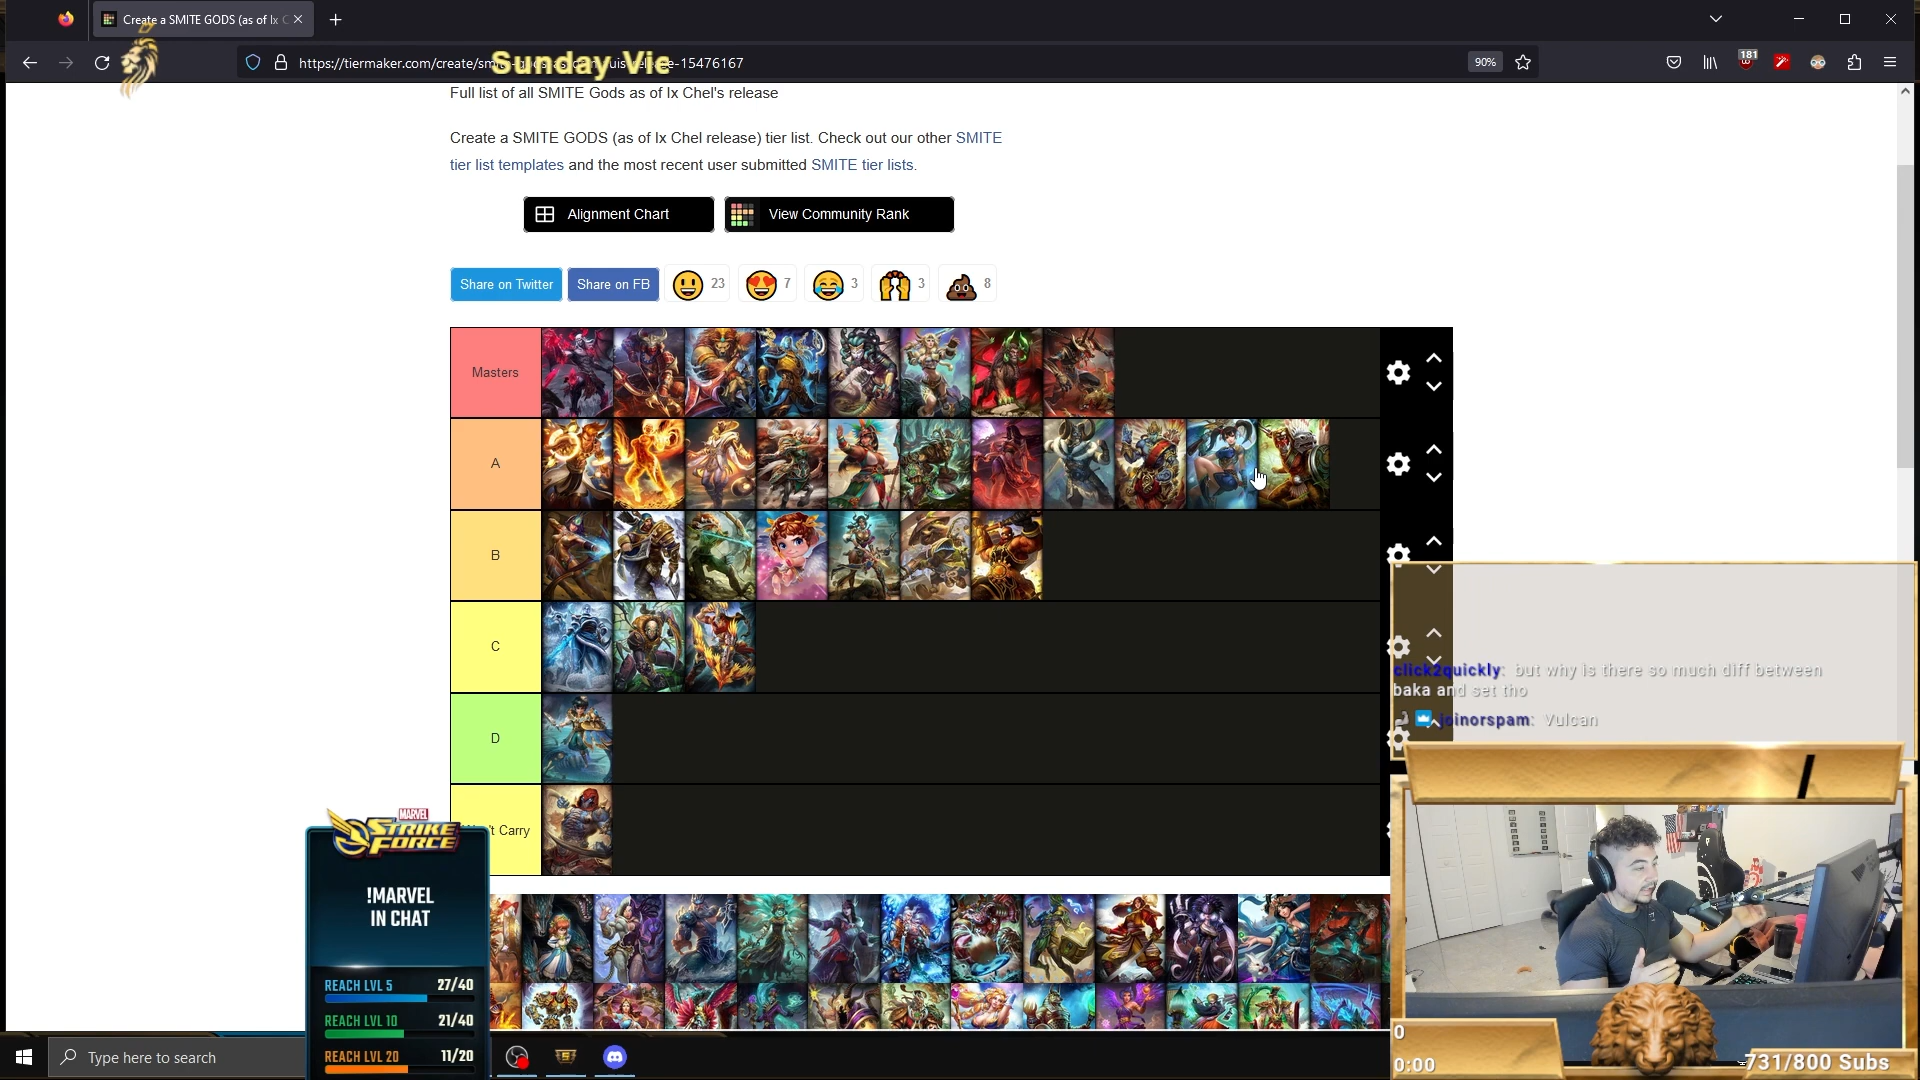 Create a SMITE GODS (as of Ix C
https://tiermaker.com/create/sm
e-15476167
90%
181
Sunday Vie
Full list of all SMITE Gods as of Ix Chel's release
Create a SMITE GODS (as of Ix Chel release) tier list. Check out our other SMITE
tier list templates and the most recent user submitted SMITE tier lists.
Alignment Chart
View Community Rank
Share on Twitter
Share on FB
23
7
3
3
8
Masters
A
B
C
D
't Carry
click2quickly: but why is there so much diff between
baka and set tho
joinorspam: Vulcan
MARVEL
STRIKE
FORCE
!MARVEL
IN CHAT
REACH LVL 5 27/40
REACH LVL 10 21/40
REACH LVL 20 11/20
Type here to search
0
0:00
731/800 Subs